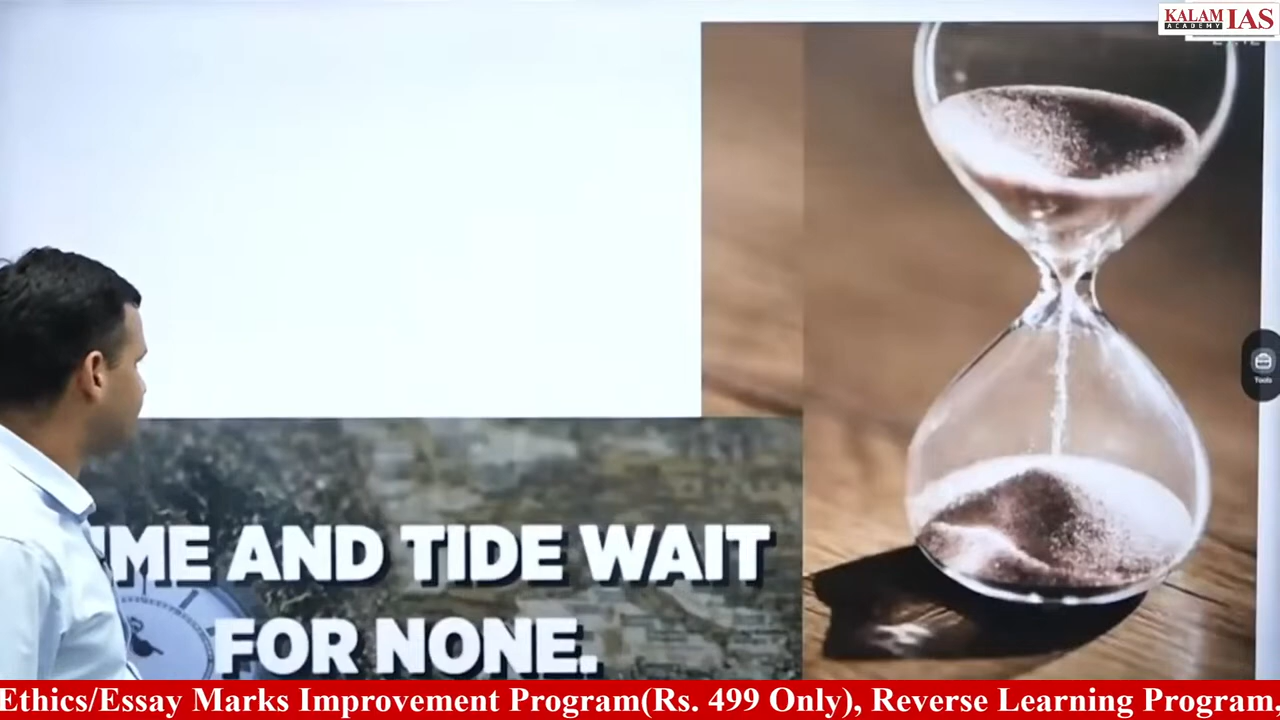 KALAM IAS
ACADEMY
Tools
ME AND TIDE WAIT
FOR NONE.
Ethics/Essay Marks Improvement Program(Rs. 499 Only), Reverse Learning Program.